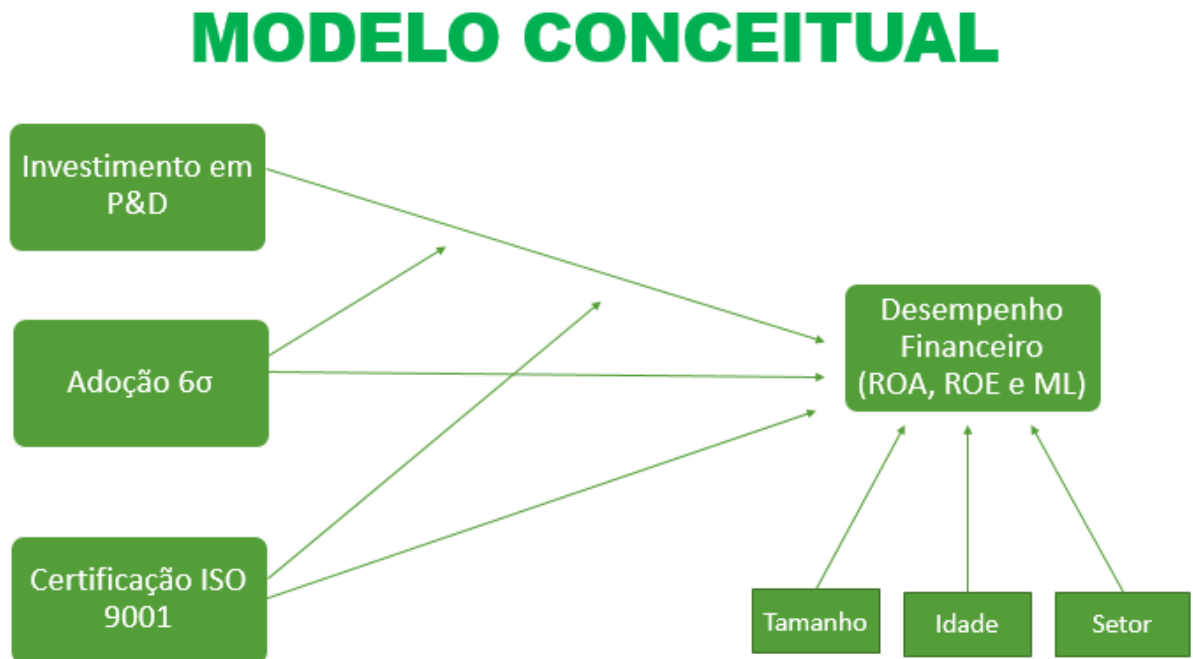 MODELO CONCEITUAL
Investimento em
P&D
Adoção 6σ
Certificação ISO
9001
Desempenho
Financeiro
(ROA, ROE e ML)
Tamanho
Idade
Setor